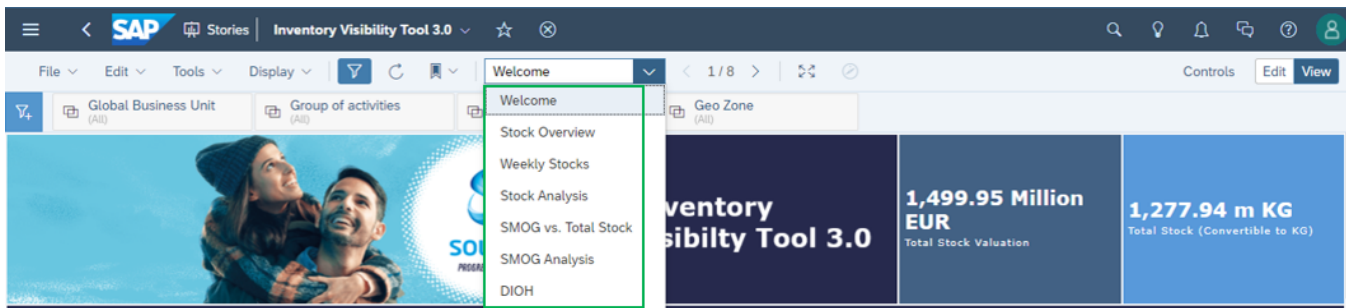 SAP Stories Inventory Visibility Tool 3.0
File Edit Tools Display Welcome 1/8 Controls Edit View
Global Business Unit
(All)
Group of activities
(All)
Geo Zone
(All)
Welcome
Stock Overview
Weekly Stocks
Stock Analysis
SMOG vs. Total Stock
SMOG Analysis
DIOH
SOL
ventory
sibilty Tool 3.0
1,499.95 Million
EUR
Total Stock Valuation
1,277.94 m KG
Total Stock (Convertible to KG)